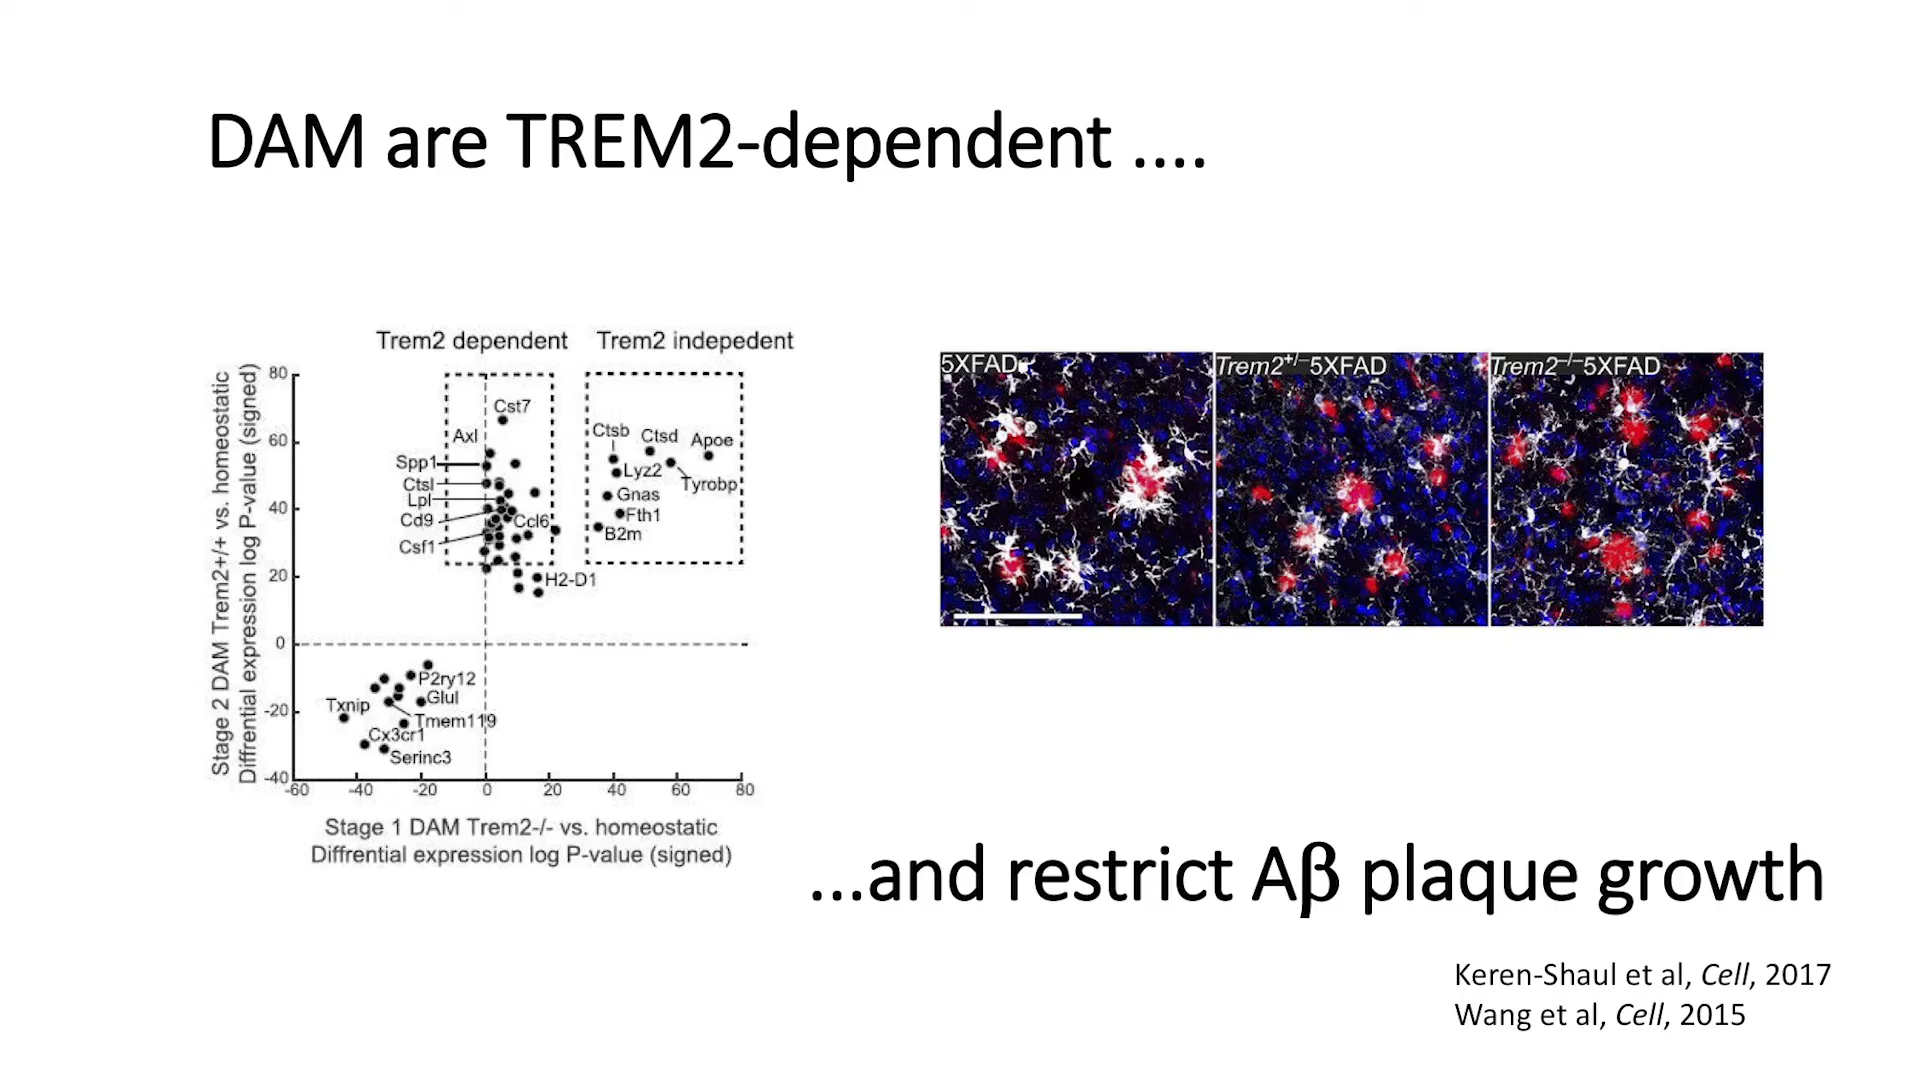 DAM are TREM2-dependent ....
Trem2 dependent
Trem2 indepedent
Stage 2 DAM Trem2+/+ vs. homeostatic
Diffrential expression log P-value (signed)
80
60
40
20
0
-20
-40
-60
-40
-20
0
20
40
60
80
Cst7
Axl
Spp1
Ctsl
Lpl
Cd9
Ccl6
Csf1
H2-D1
Ctsb
Ctsd
Apoe
Lyz2
Tyrobp
Gnas
Fth1
B2m
P2ry12
Glul
Txnip
Tmem119
Cx3cr1
Serinc3
Stage 1 DAM Trem2-/- vs. homeostatic
Diffrential expression log P-value (signed)
5XFAD
Trem2+/–5XFAD
Trem2–/–5XFAD
...and restrict Aβ plaque growth
Keren-Shaul et al, Cell, 2017
Wang et al, Cell, 2015